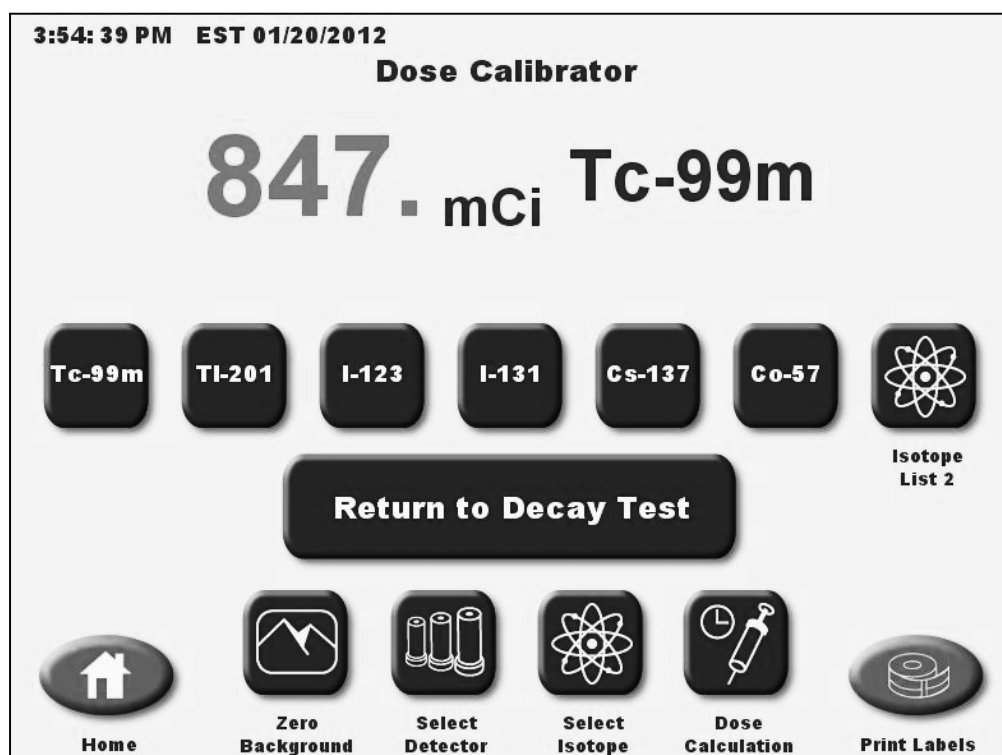 3:54: 39 PM EST 01/20/2012
Dose Calibrator
847. mCi Tc-99m
Tc-99m Tl-201 I-123 I-131 Cs-137 Co-57
Isotope
List 2
Return to Decay Test
Home
Zero
Background
Select
Detector
Select
Isotope
Dose
Calculation
Print Labels